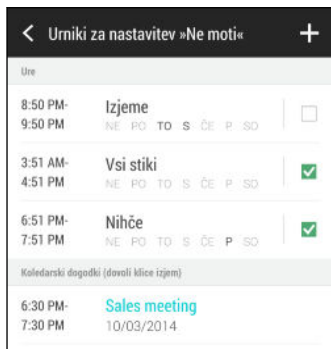 Urniki za nastavitev »Ne moti«
Ure
8:50 PM-
9:50 PM
Izjeme
NE PO TO S ČE P SO
3:51 AM-
4:51 PM
Vsi stiki
NE PO TO S ČE P SO
6:51 PM-
7:51 PM
Nihče
NE PO TO S ČE P SO
Koledarski dogodki (dovoli klice izjem)
6:30 PM-
7:30 PM
Sales meeting
10/03/2014